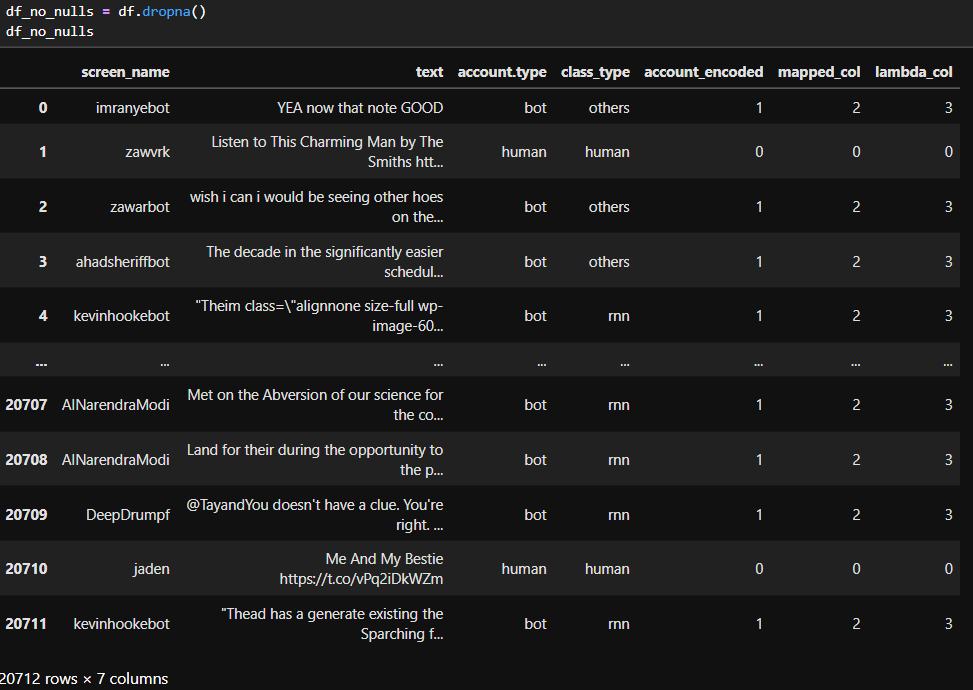 df_no_nulls = df.dropna()
df_no_nulls
screen_name text account.type class_type account_encoded mapped_col lambda_col
0 imranyebot YEA now that note GOOD bot others 1 2 3
1 zawvrk Listen to This Charming Man by The Smiths htt... human human 0 0 0
2 zawarbot wish i can i would be seeing other hoes on the... bot others 1 2 3
3 ahadsheriffbot The decade in the significantly easier schedul... bot others 1 2 3
4 kevinhookebot "Theim class=\"alignnone size-full wp-image-60... bot rnn 1 2 3
... ... ... ... ... ... ... ...
20707 AINarendraModi Met on the Abversion of our science for the co... bot rnn 1 2 3
20708 AINarendraModi Land for their during the opportunity to the p... bot rnn 1 2 3
20709 DeepDrumpf @TayandYou doesn't have a clue. You're right. ... bot rnn 1 2 3
20710 jaden Me And My Bestie https://t.co/vPq2iDkWZm human human 0 0 0
20711 kevinhookebot "Thead has a generate existing the Sparching f... bot rnn 1 2 3
20712 rows × 7 columns